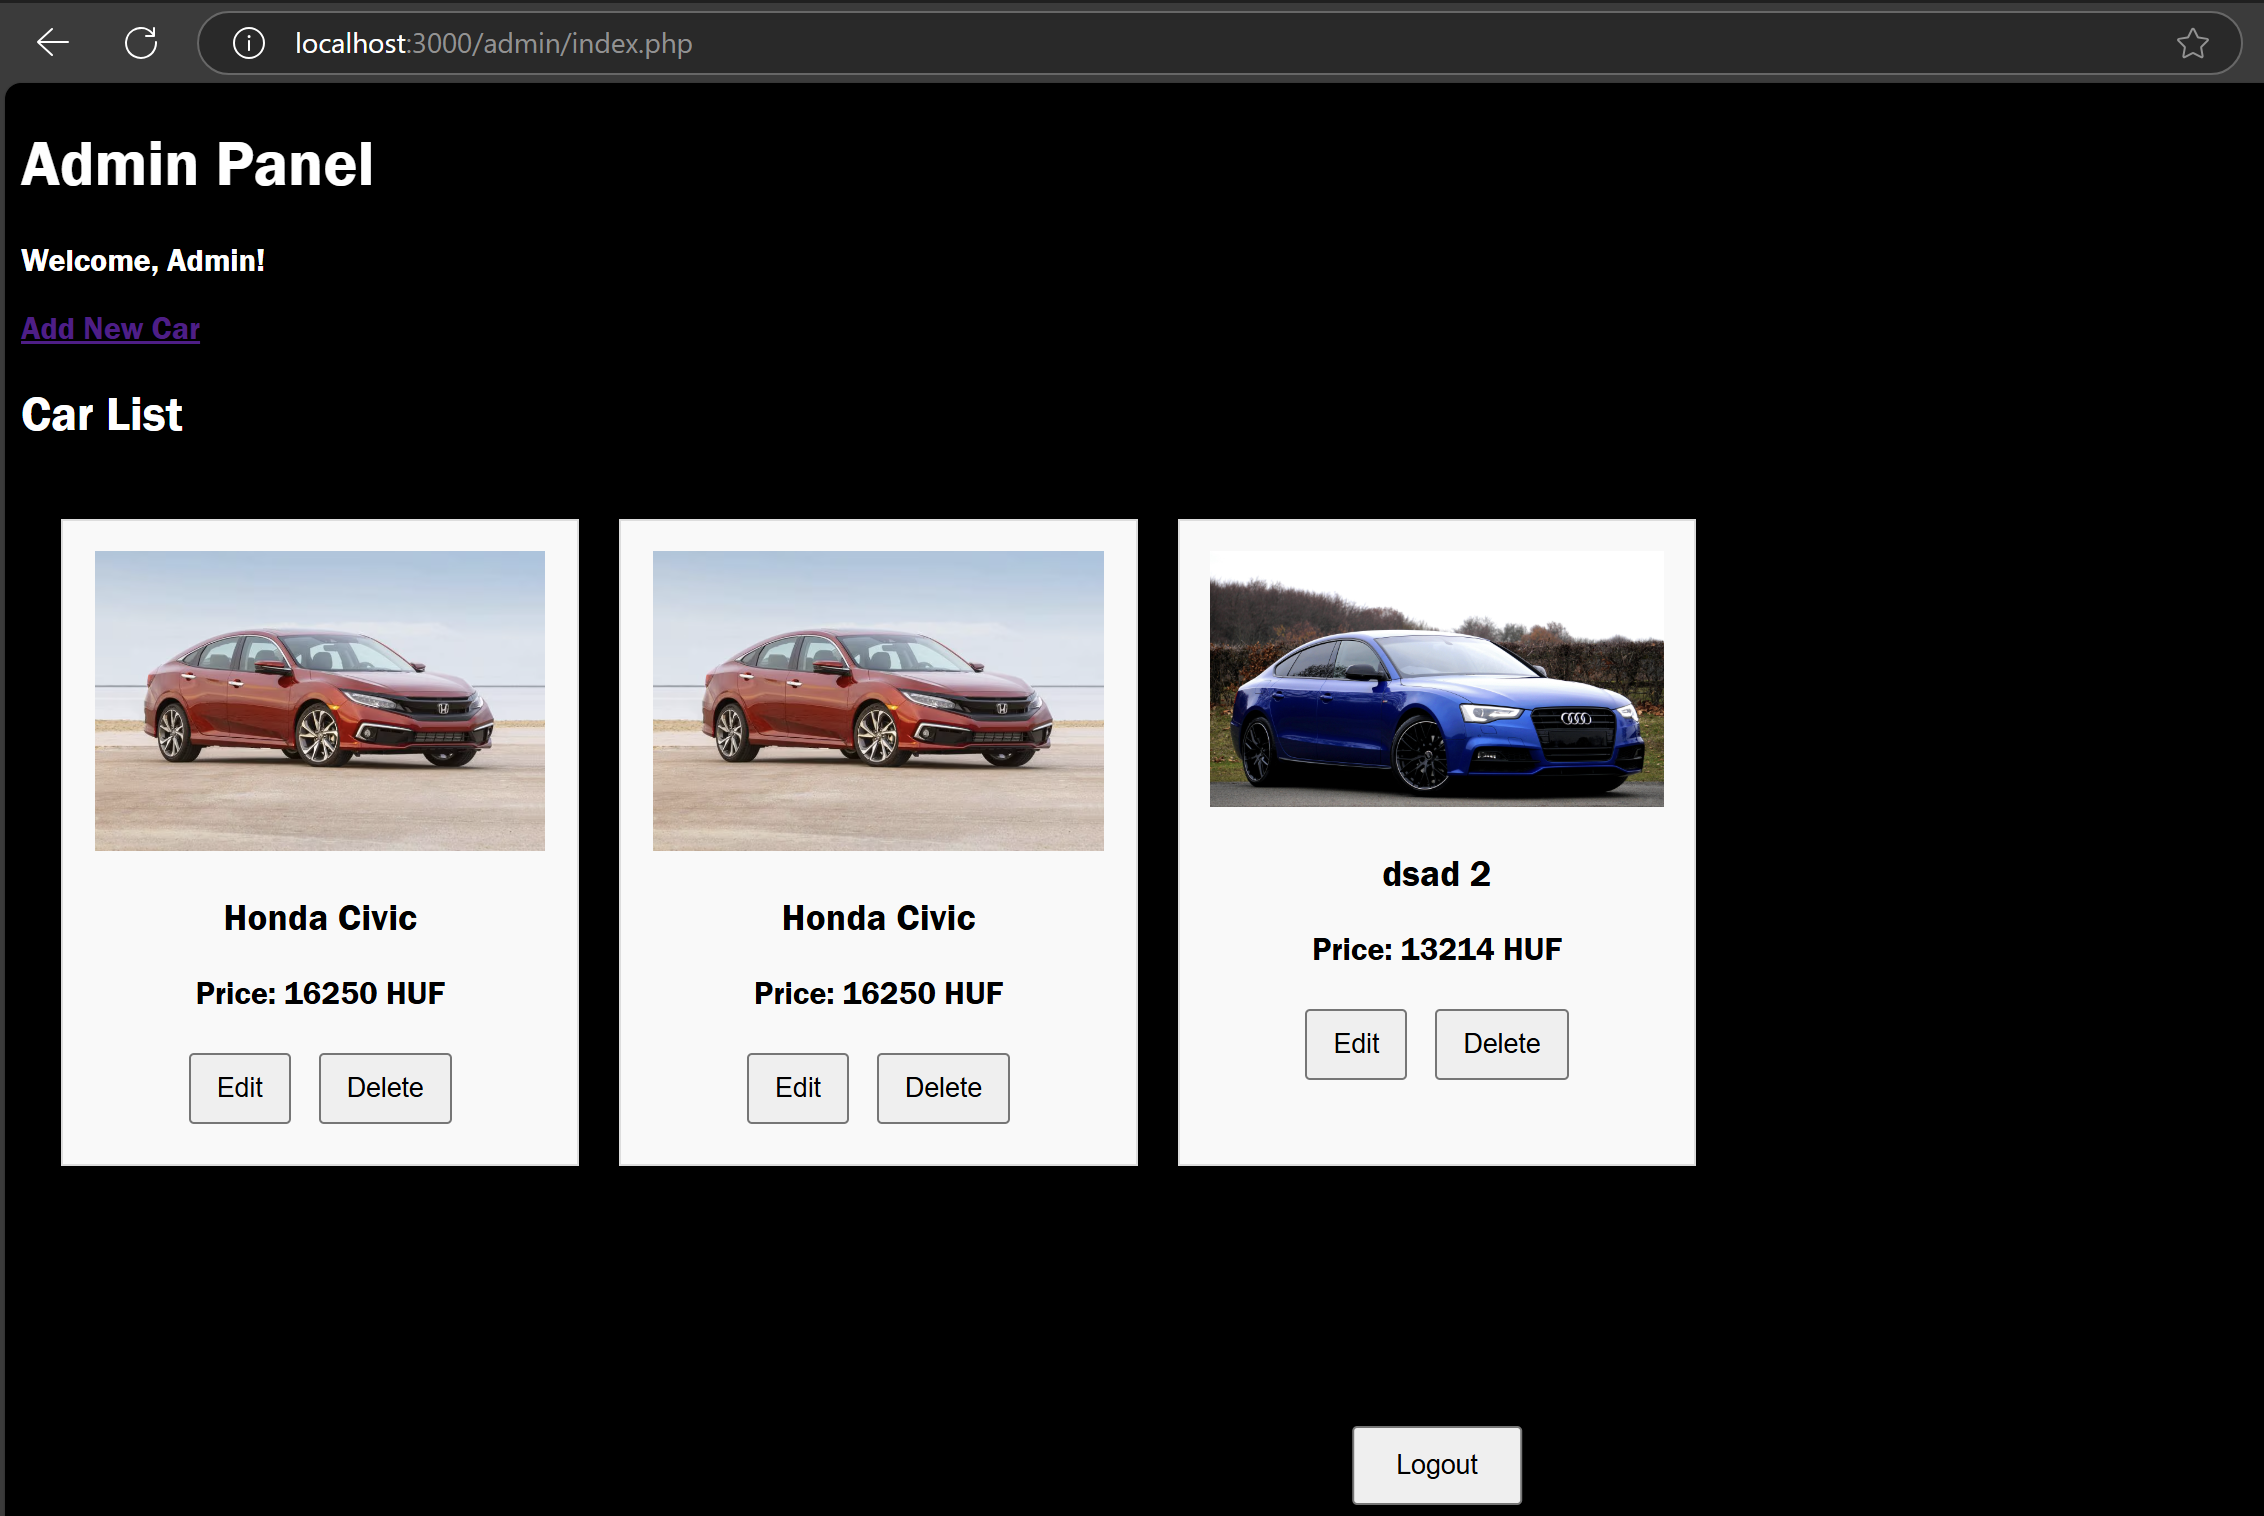 localhost:3000/admin/index.php
Admin Panel
Welcome, Admin!
Add New Car
Car List
Honda Civic
Price: 16250 HUF
Edit Delete
Honda Civic
Price: 16250 HUF
Edit Delete
dsad 2
Price: 13214 HUF
Edit Delete
Logout